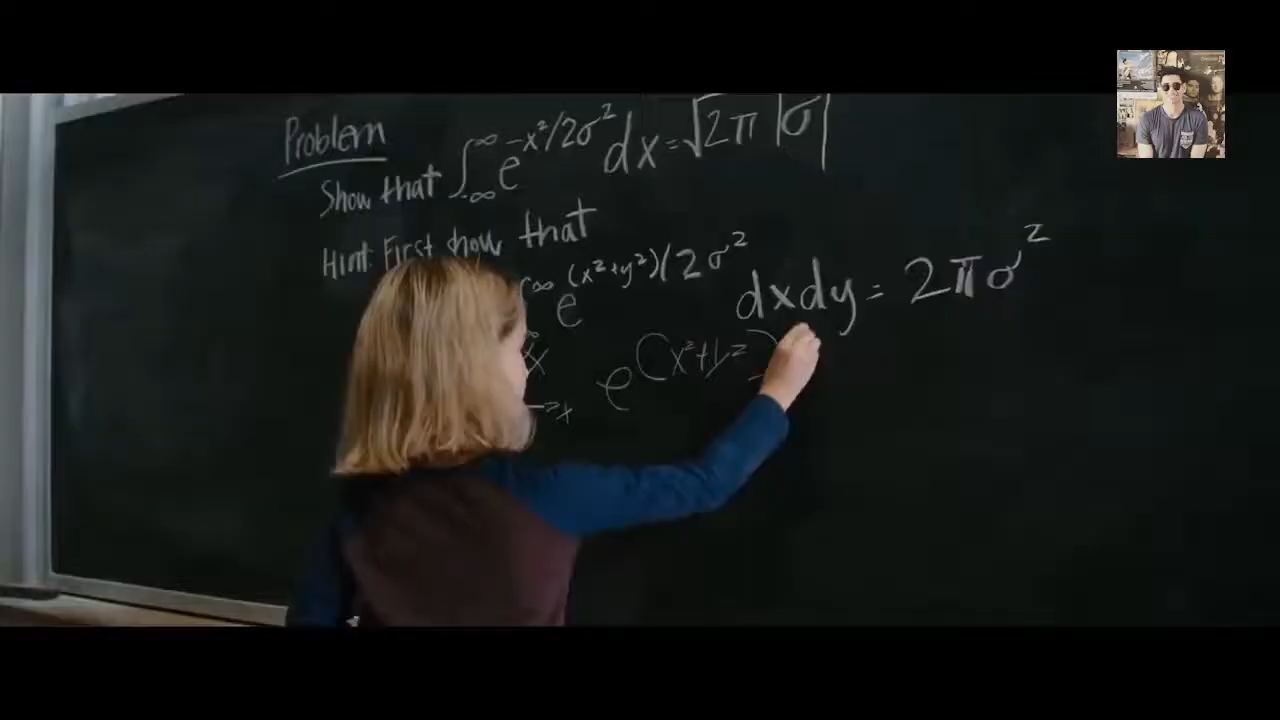 Problem
Show that ∫_{-∞}^{∞} e^{-x²/2σ²} dx = √2π |σ|
Hint: First show that
∞ e^{(x²+y²)/2σ²} dxdy = 2πσ²
x e^{(x²+y²)}
→x